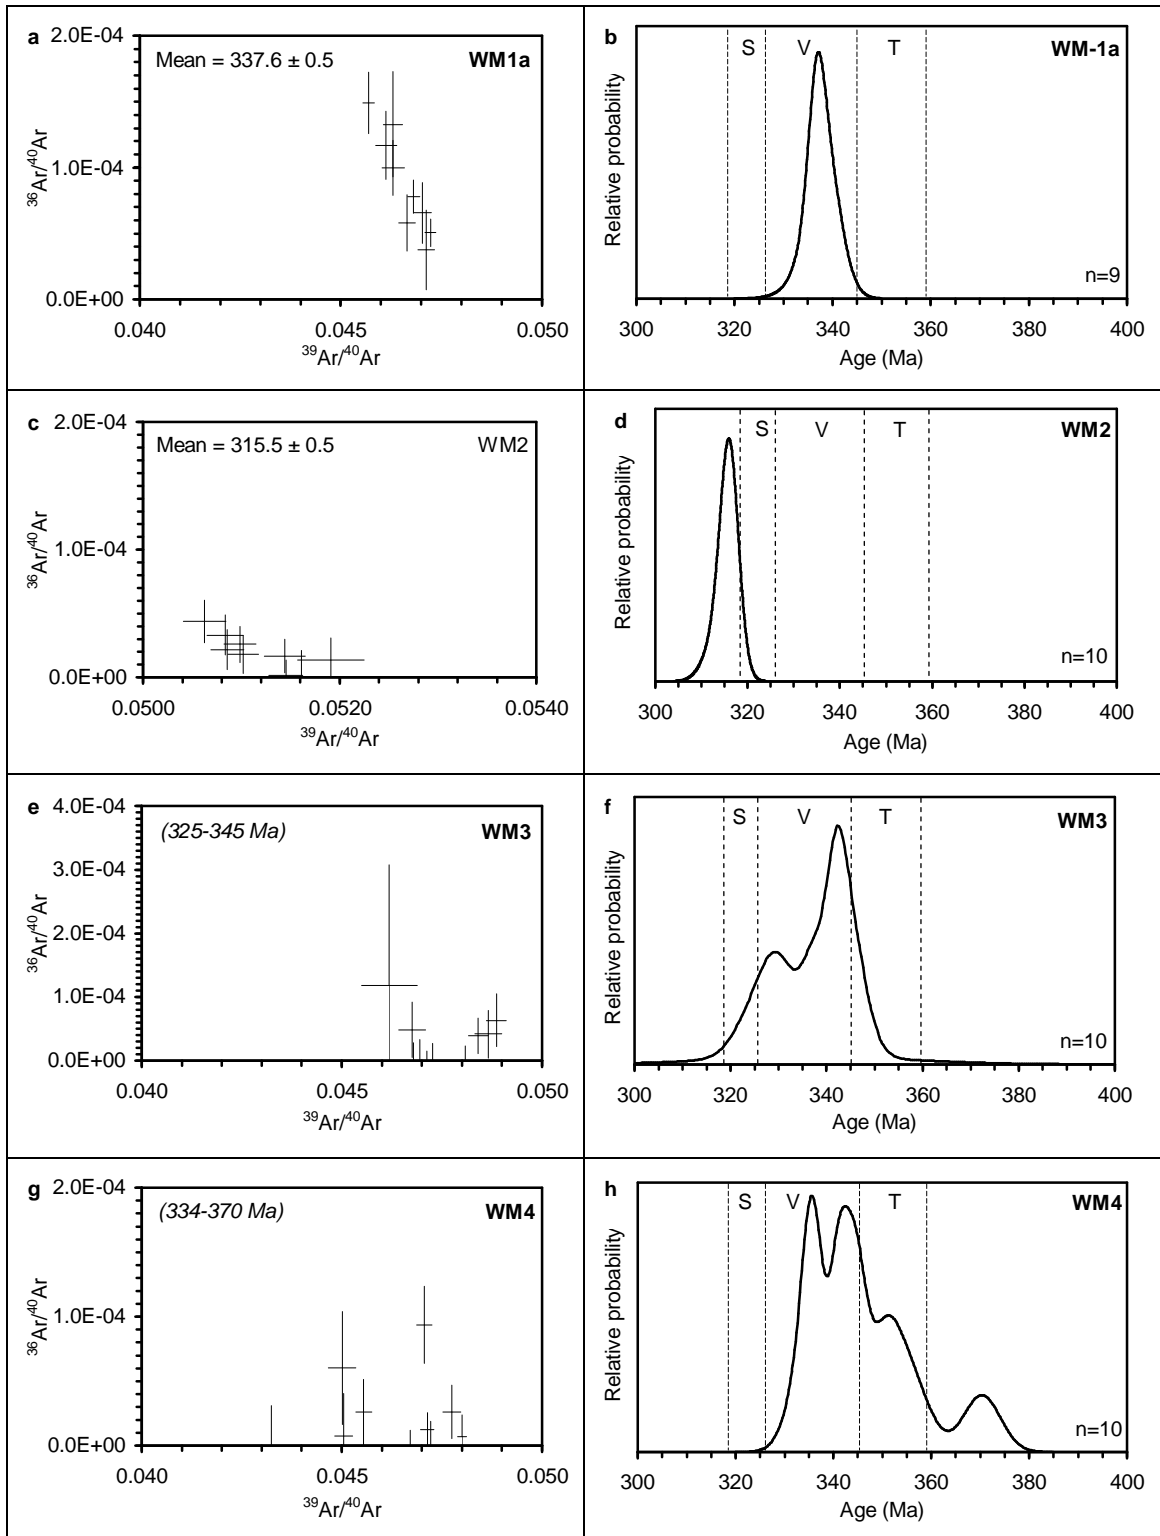 a
2.0E-04
Mean = 337.6 ± 0.5
WM1a
1.0E-04
0.0E+00
³⁶Ar/⁴⁰Ar
0.040
0.045
0.050
³⁹Ar/⁴⁰Ar
b
S
V
T
WM-1a
Relative probability
n=9
300
320
340
360
380
400
Age (Ma)
c
2.0E-04
Mean = 315.5 ± 0.5
WM2
1.0E-04
0.0E+00
³⁶Ar/⁴⁰Ar
0.0500
0.0520
0.0540
³⁹Ar/⁴⁰Ar
d
S
V
T
WM2
Relative probability
n=10
300
320
340
360
380
400
Age (Ma)
e
4.0E-04
(325-345 Ma)
WM3
3.0E-04
2.0E-04
1.0E-04
0.0E+00
³⁶Ar/⁴⁰Ar
0.040
0.045
0.050
³⁹Ar/⁴⁰Ar
f
S
V
T
WM3
Relative probability
n=10
300
320
340
360
380
400
Age (Ma)
g
2.0E-04
(334-370 Ma)
WM4
1.0E-04
0.0E+00
³⁶Ar/⁴⁰Ar
0.040
0.045
0.050
³⁹Ar/⁴⁰Ar
h
S
V
T
WM4
Relative probability
n=10
300
320
340
360
380
400
Age (Ma)